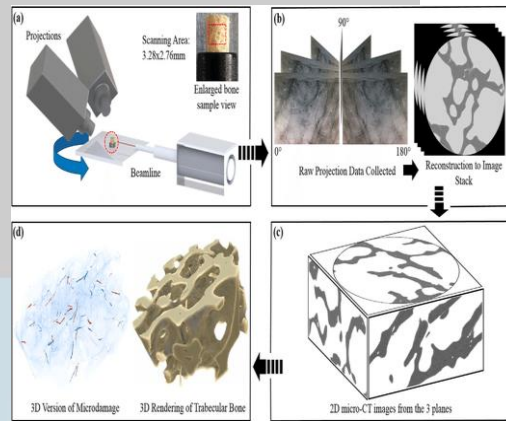 (a)
Projections
Scanning Area:
3.28x2.76mm
Enlarged bone
sample view
Beamline
(b)
90°
0°
180°
Raw Projection Data Collected
Reconstruction to Image
Stack
(d)
3D Version of Microdamage
3D Rendering of Trabecular Bone
(c)
2D micro-CT images from the 3 planes